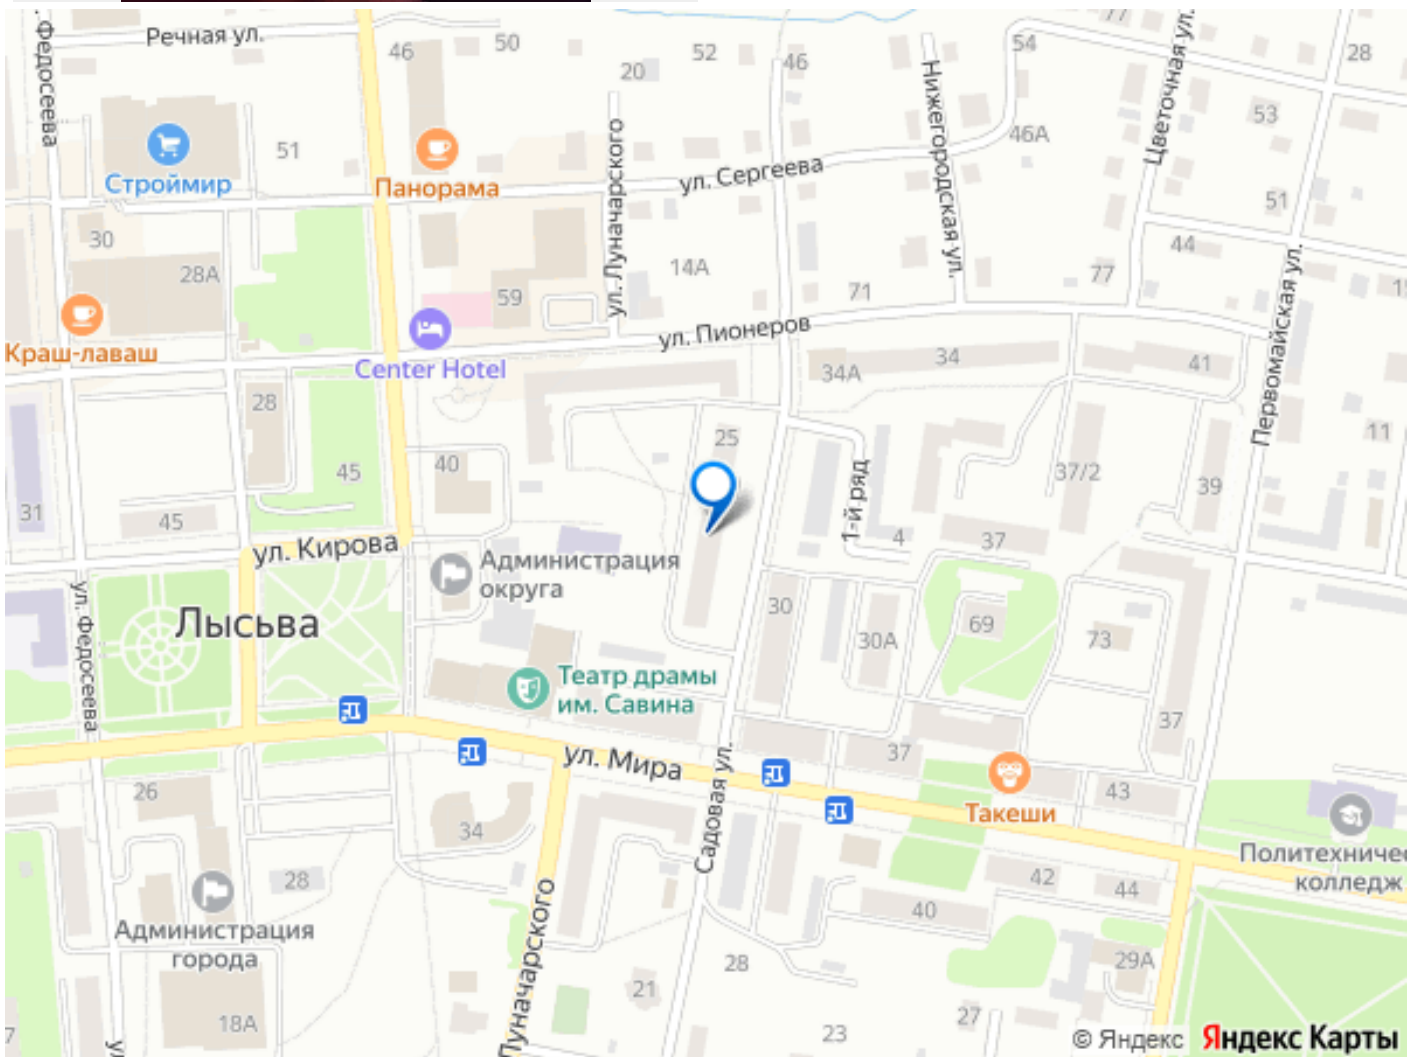 Речная ул.
46
50
52
20
46
54
77
28
Федосеева
Цветочная ул.
Нижегородская ул.
53
46А
51
Строймир
Панорама
ул. Сергеева
ул. Луначарского
51
30
28А
14А
44
77
59
71
Краш-лаваш
Center Hotel
ул. Пионеров
34А
34
41
Первомайская ул.
28
25
11
40
45
37/2
39
31
45
1-й ряд
4
37
ул. Кирова
Администрация
округа
Лысьва
30
30А
69
73
ул. Федосеева
Театр драмы
им. Савина
37
ул. Мира
Садовая ул.
37
26
34
Такеши
43
Политехничес
колледж
28
42
44
40
Администрация
города
Луначарского
28
29А
21
18А
23
27
7
© Яндекс
Яндекс Карты